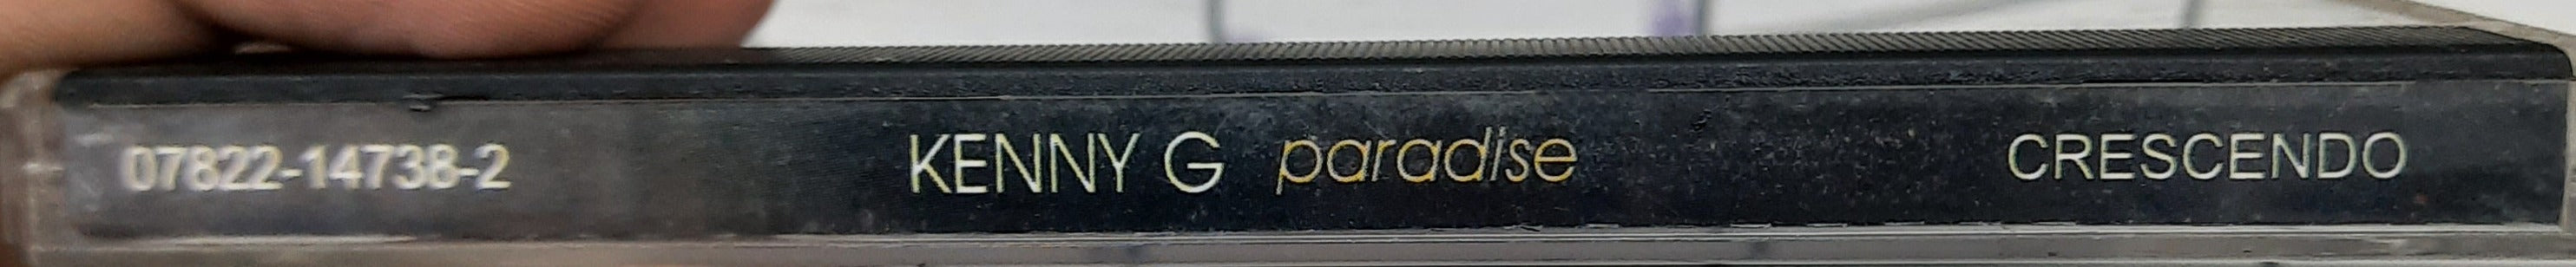 07822-14738-2 KENNY G paradise CRESCENDO